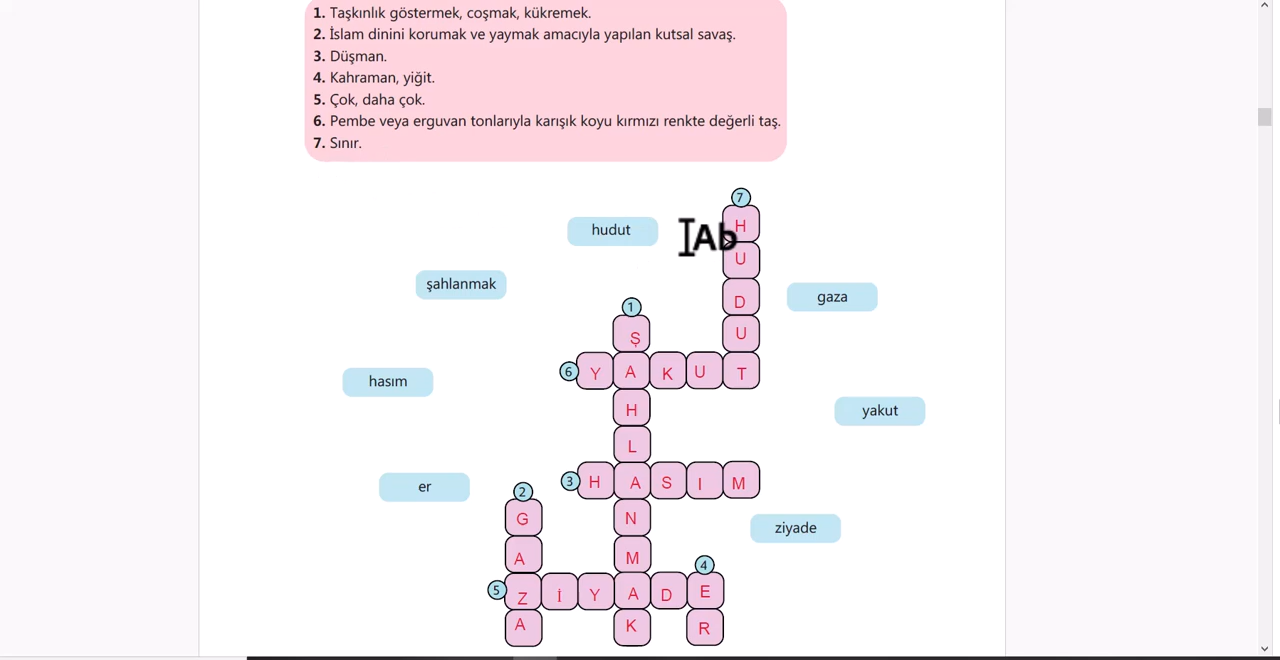 1. Taşkınlık göstermek, coşmak, kükremek.
2. İslam dinini korumak ve yaymak amacıyla yapılan kutsal savaş.
3. Düşman.
4. Kahraman, yiğit.
5. Çok, daha çok.
6. Pembe veya erguvan tonlarıyla karışık koyu kırmızı renkte değerli taş.
7. Sınır.
7
hudut
Ab
H
U
şahlanmak
gaza
D
1
U
Ş
6 Y A K U T
hasım
H
yakut
L
3 H A S I M
er
2
G
N
ziyade
A
M
4
5 Z İ Y A D E
A
K
R